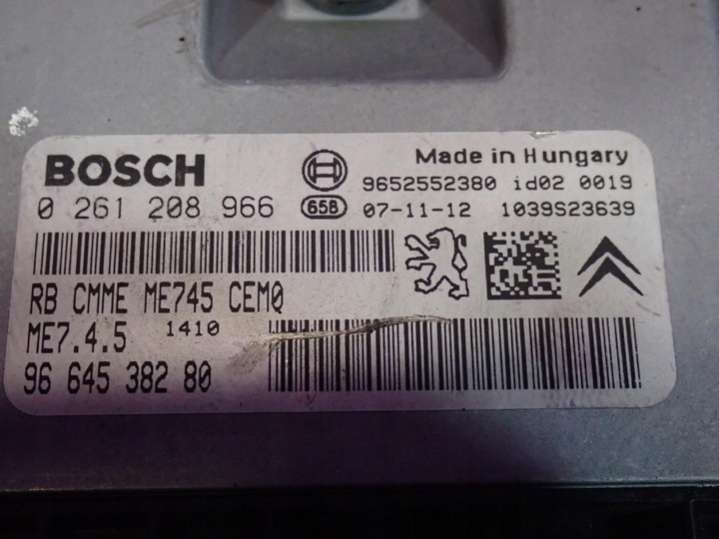 BOSCH
Made in Hungary
9652552380 id02 0019
0 261 208 966
65B 07-11-12 1039S23639
RB CMME ME745 CEMQ
ME7.4.5 1410
96 645 382 80